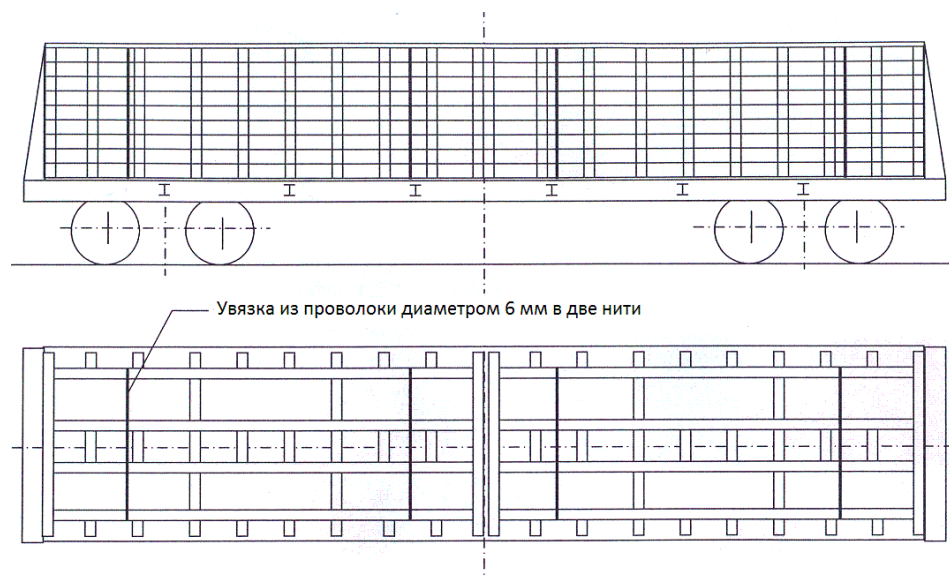 Увязка из проволоки диаметром 6 мм в две нити